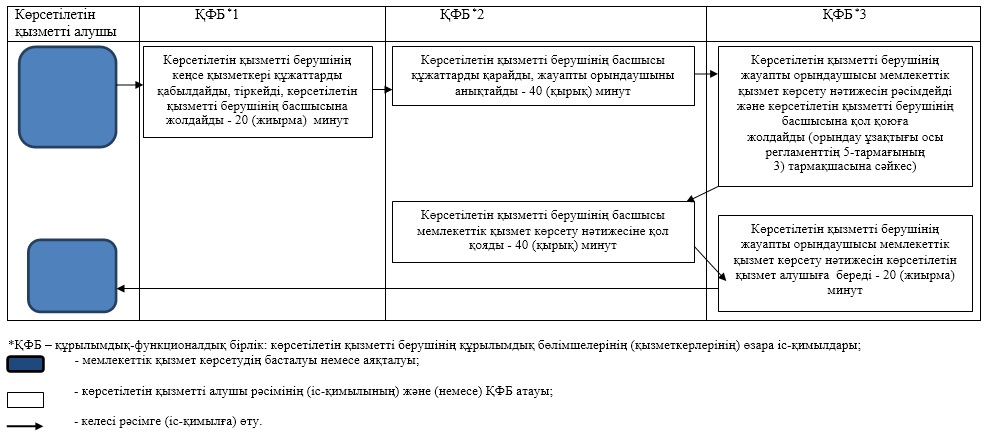 Көрсетілетін
қызметті алушы
ҚФБ*1
ҚФБ*2
ҚФБ*3
Көрсетілетін қызметті берушінің
кеңсе қызметкері құжаттарды
қабылдайды, тіркейді, көрсетілетін
қызметті берушінің басшысына
жолдайды - 20 (жиырма) минут
Көрсетілетін қызметті берушінің басшысы
құжаттарды қарайды, жауапты орындаушыны
анықтайды - 40 (қырық) минут
Көрсетілетін қызметті берушінің
жауапты орындаушысы мемлекеттік
қызмет көрсету нәтижесін рәсімдейді
және көрсетілетін қызметті берушінің
басшысына қол қоюға
жолдайды (орындау ұзақтығы осы
регламенттің 5-тармағының
3) тармақшасына сәйкес)
Көрсетілетін қызметті берушінің басшысы
мемлекеттік қызмет көрсету нәтижесіне қол
қояды - 40 (қырық) минут
Көрсетілетін қызметті берушінің
жауапты орындаушысы мемлекеттік
қызмет көрсету нәтижесін көрсетілетін
қызмет алушыға береді - 20 (жиырма)
минут
*ҚФБ – құрылымдық-функционалдық бірлік: көрсетілетін қызметті берушінің құрылымдық бөлімшелерінің (қызметкерлерінің) өзара іс-қимылдары;
- мемлекеттік қызмет көрсетудің басталуы немесе аяқталуы;
- көрсетілетін қызметті алушы рәсімінің (іс-қимылының) және (немесе) ҚФБ атауы;
- келесі рәсімге (іс-қимылға) өту.